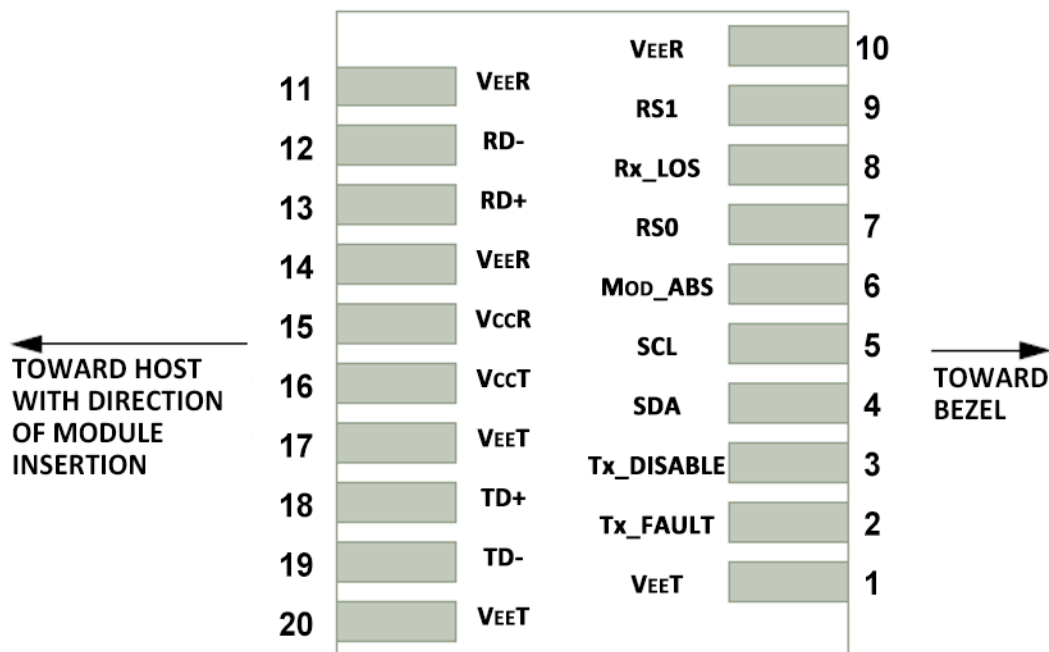 VEER 10
11 VEER
RS1 9
12 RD-
Rx_LOS 8
13 RD+
RS0 7
14 VEER
MOD_ABS 6
15 VCCR
SCL 5
16 VCCT
SDA 4
17 VEET
Tx_DISABLE 3
18 TD+
Tx_FAULT 2
19 TD-
VEET 1
20 VEET
TOWARD HOST
WITH DIRECTION
OF MODULE
INSERTION
TOWARD
BEZEL